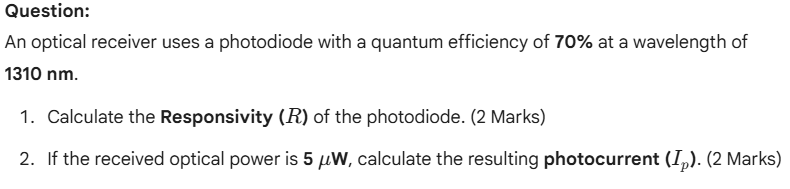 Question:
An optical receiver uses a photodiode with a quantum efficiency of 70% at a wavelength of
1310 nm.
1. Calculate the Responsivity (R) of the photodiode. (2 Marks)
2. If the received optical power is 5 μW, calculate the resulting photocurrent (Iₚ). (2 Marks)